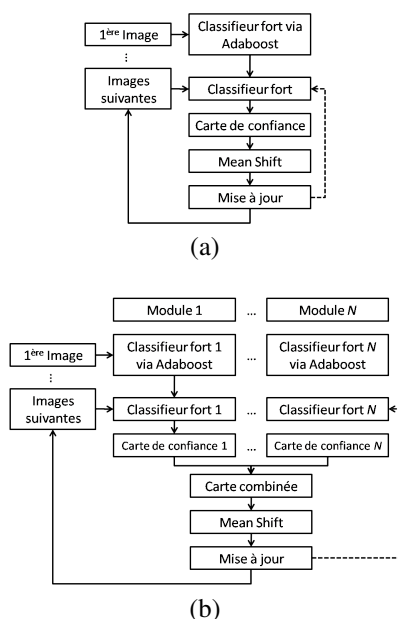 1ère Image
Classifieur fort via
Adaboost
...
Images
suivantes
Classifieur fort
Carte de confiance
Mean Shift
Mise à jour
(a)
Module 1
...
Module N
1ère Image
Classifieur fort 1
via Adaboost
...
Classifieur fort N
via Adaboost
...
Images
suivantes
Classifieur fort 1
...
Classifieur fort N
Carte de confiance 1
...
Carte de confiance N
Carte combinée
Mean Shift
Mise à jour
(b)